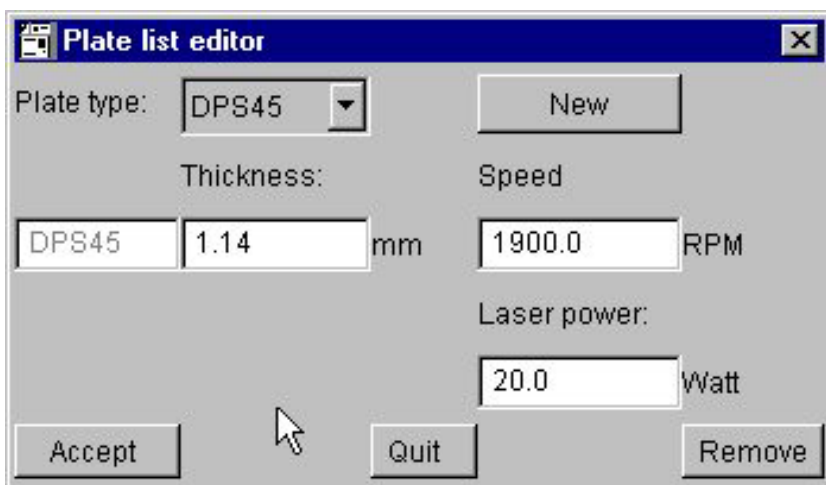 Plate list editor
Plate type: DPS45 New
Thickness: Speed
DPS45 1.14 mm 1900.0 RPM
Laser power:
20.0 Watt
Accept Quit Remove